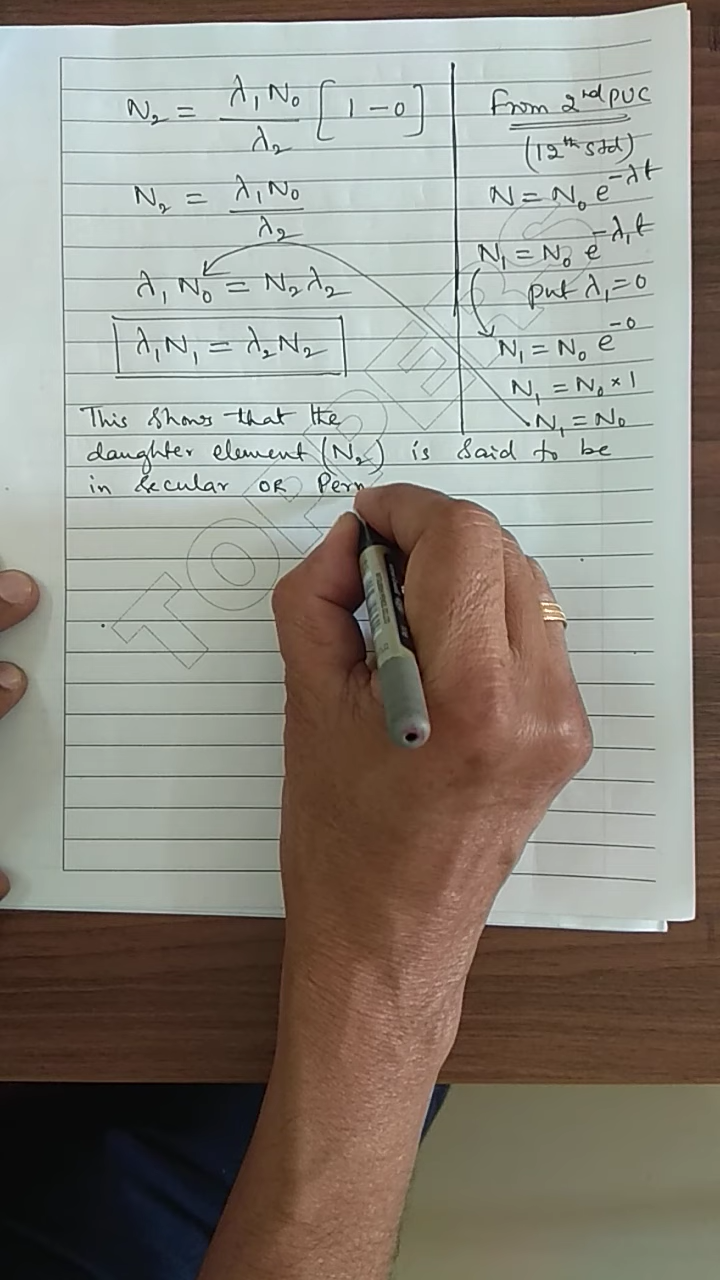 N₂ = λ₁N₀ / λ₂ [1 – 0]
N₂ = λ₁N₀ / λ₂
λ₁N₀ = N₂λ₂
λ₁N₁ = λ₂N₂
From 2ⁿᵈ PUC
(12ᵗʰ Std)
N = N₀ e^-λt
N₁ = N₀ e^-λ₁t
put λ₁=0
N₁ = N₀ e^-0
N₁ = N₀ × 1
N₁ = N₀
This shows that the
daughter element (N₂) is said to be
in secular OR Perm